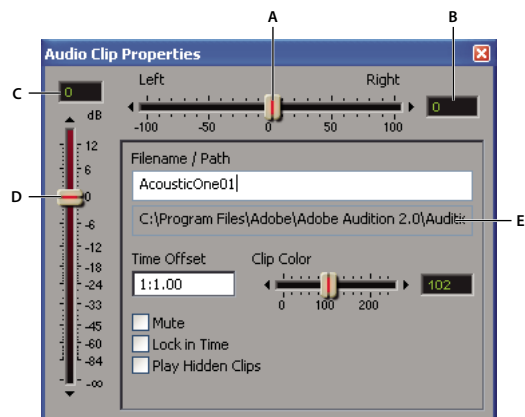 A
B
Audio Clip Properties
C
0
Left
Right
0
dB
-100 -50 0 50 100
12
6
D
0
-6
-12
-18
-24
-33
-45
-60
-84
-∞
Filename / Path
AcousticOne01
C:\Program Files\Adobe\Adobe Audition 2.0\Audit
E
Time Offset
Clip Color
1:1.00
102
0 100 200
Mute
Lock in Time
Play Hidden Clips